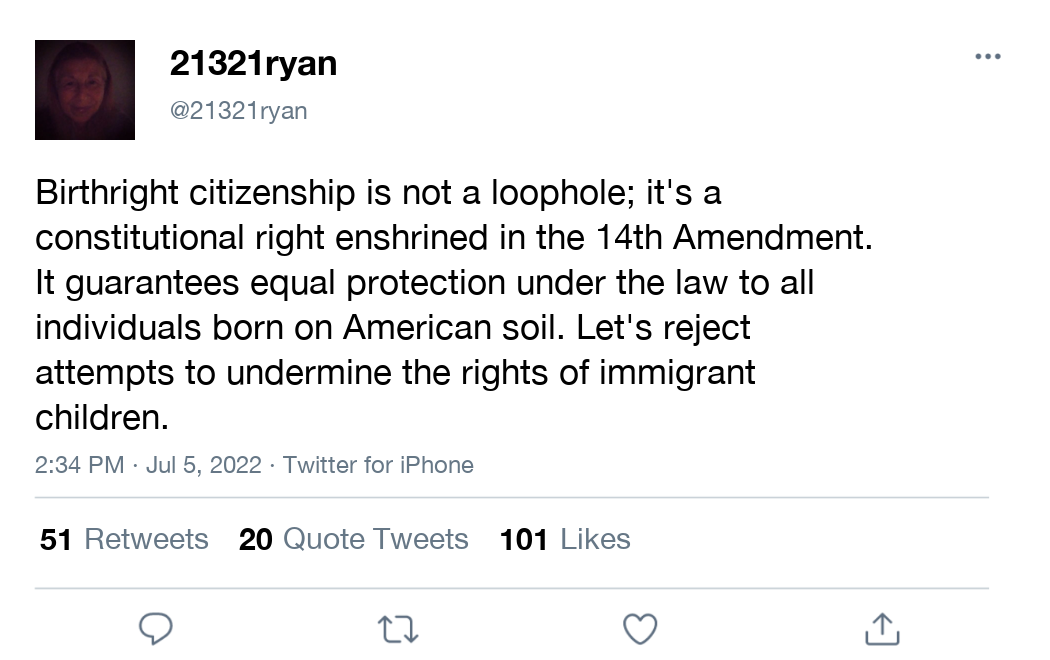 21321ryan
@21321ryan
Birthright citizenship is not a loophole; it's a
constitutional right enshrined in the 14th Amendment.
It guarantees equal protection under the law to all
individuals born on American soil. Let's reject
attempts to undermine the rights of immigrant
children.
2:34 PM · Jul 5, 2022 · Twitter for iPhone
51 Retweets 20 Quote Tweets 101 Likes